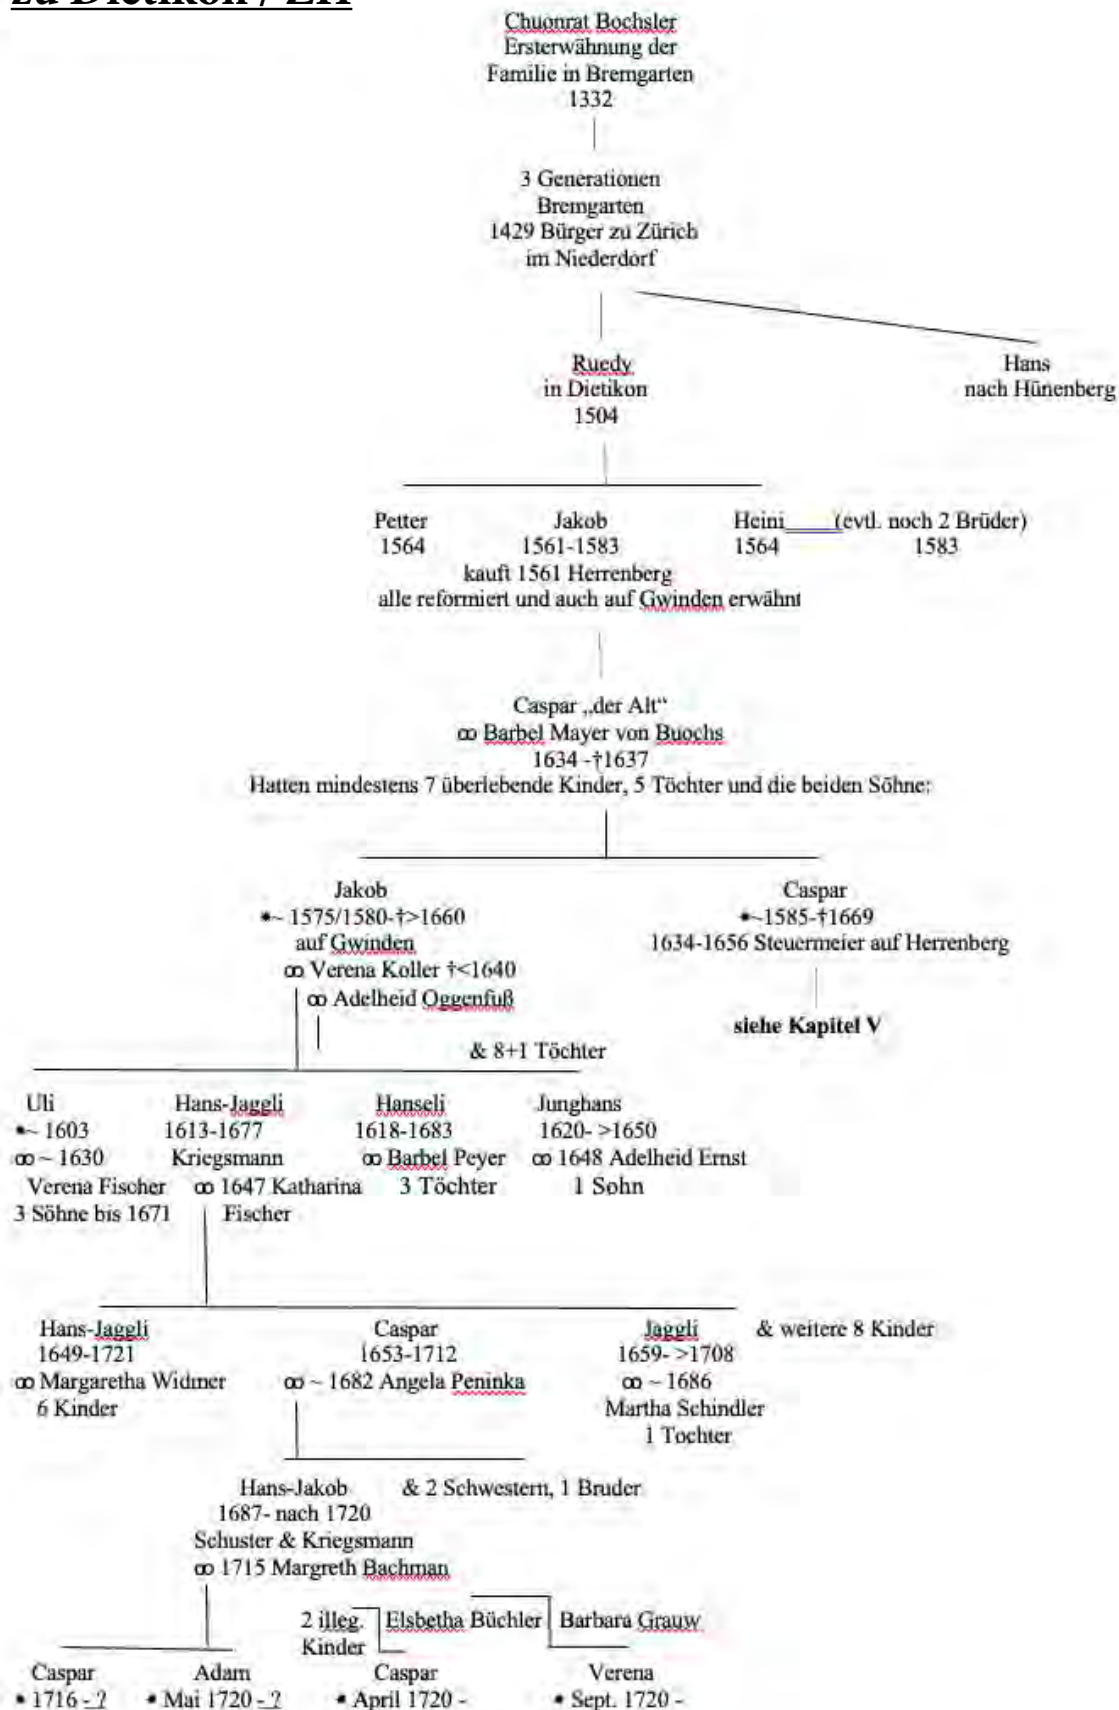 zu Dietikon / ZH
Chuonrat Bochsler
Ersterwähnung der
Familie in Bremgarten
1332
3 Generationen
Bremgarten
1429 Bürger zu Zürich
im Niederdorf
Ruedy
in Dietikon
1504
Hans
nach Hünenberg
Petter
1564
Jakob
1561-1583
kauft 1561 Herrenberg
Heini____(evtl. noch 2 Brüder)
1564 1583
alle reformiert und auch auf Gwinden erwähnt
Caspar „der Alt“
⚭ Barbel Mayer von Buochs
1634 -†1637
Hatten mindestens 7 überlebende Kinder, 5 Töchter und die beiden Söhne:
Jakob
*~ 1575/1580-†>1660
auf Gwinden
⚭ Verena Koller †<1640
⚭ Adelheid Oggenfuß
Caspar
*~1585-†1669
1634-1656 Steuermeier auf Herrenberg
siehe Kapitel V
& 8+1 Töchter
Uli
*~ 1603
⚭ ~ 1630
Verena Fischer
3 Söhne bis 1671
Hans-Jaggli
1613-1677
Kriegsmann
⚭ 1647 Katharina
Fischer
Hanseli
1618-1683
⚭ Barbel Peyer
3 Töchter
Junghans
1620- >1650
⚭ 1648 Adelheid Ernst
1 Sohn
Hans-Jaggli
1649-1721
⚭ Margaretha Widmer
6 Kinder
Caspar
1653-1712
⚭ ~ 1682 Angela Peninka
Jaggli
1659- >1708
⚭ ~ 1686
Martha Schindler
1 Tochter
& weitere 8 Kinder
Hans-Jakob & 2 Schwestern, 1 Bruder
1687- nach 1720
Schuster & Kriegsmann
⚭ 1715 Margreth Bachman
2 illeg. Elsbetha Büchler Barbara Grauw
Kinder
Caspar
* 1716 - ?
Adam
* Mai 1720 - ?
Caspar
* April 1720 -
Verena
* Sept. 1720 -